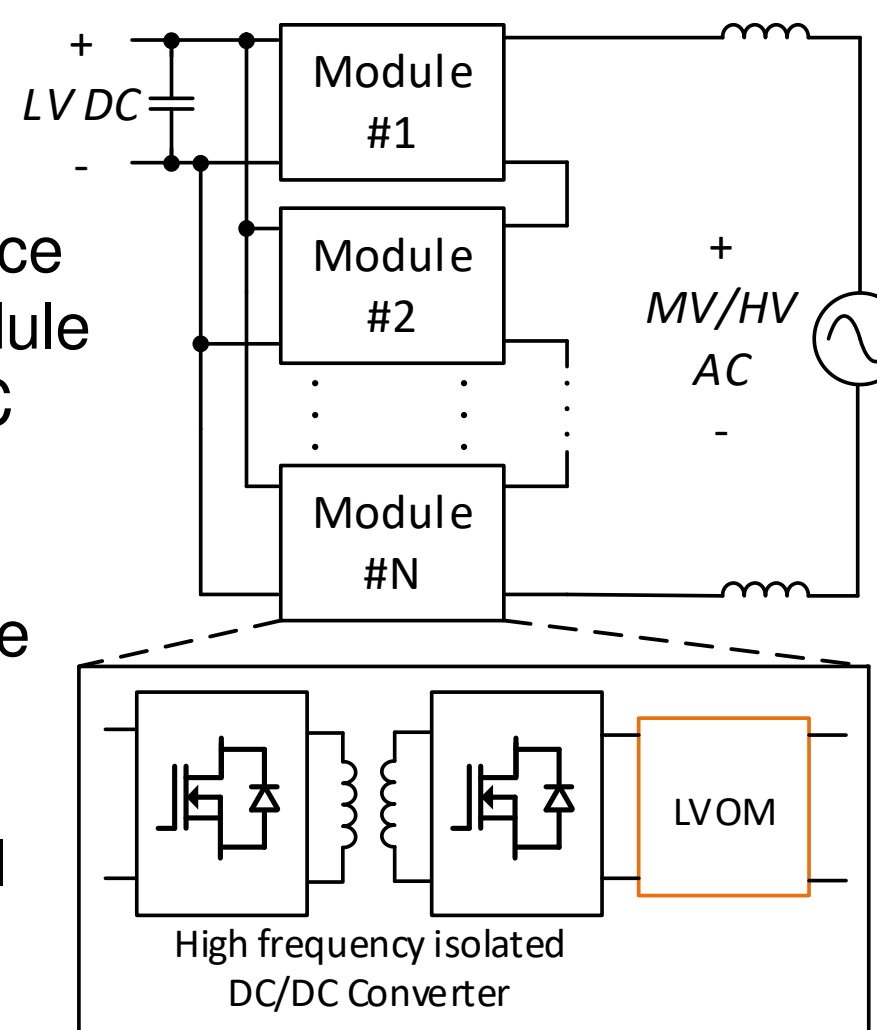 +
LV DC
-
Module
#1
Module
#2
Module
#N
+
MV/HV
AC
-
LVOM
High frequency isolated
DC/DC Converter